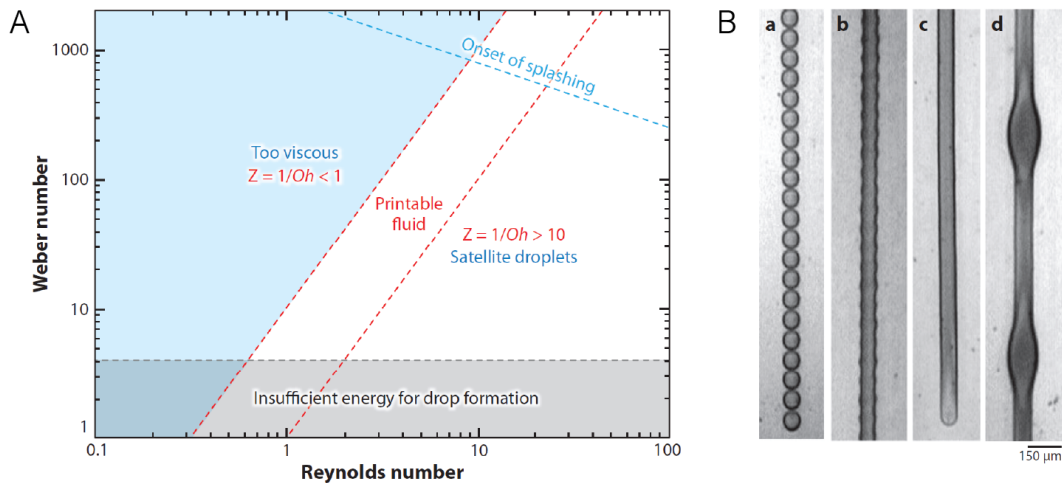 A
1000
100
10
1
Weber number
Onset of splashing
Too viscous
Z = 1/Oh < 1
Printable
fluid
Z = 1/Oh > 10
Satellite droplets
Insufficient energy for drop formation
0.1
1
10
100
Reynolds number
B
a
b
c
d
150 μm